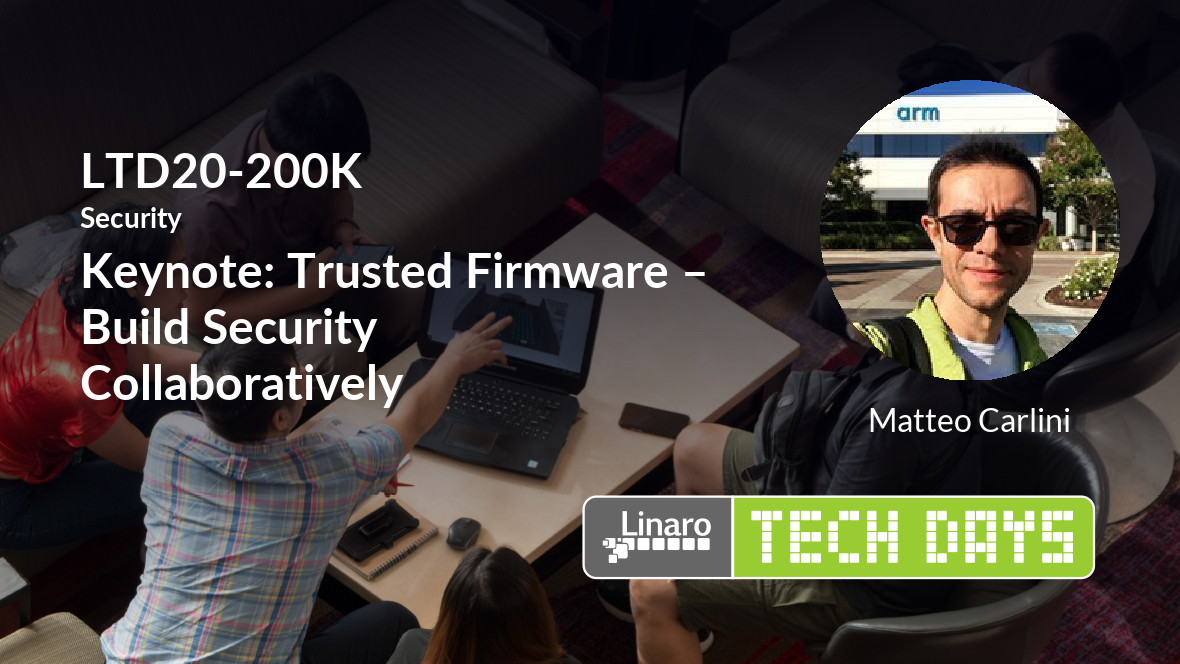 LTD20-200K
Security
Keynote: Trusted Firmware –
Build Security
Collaboratively
arm
Matteo Carlini
Linaro
TECH DAYS